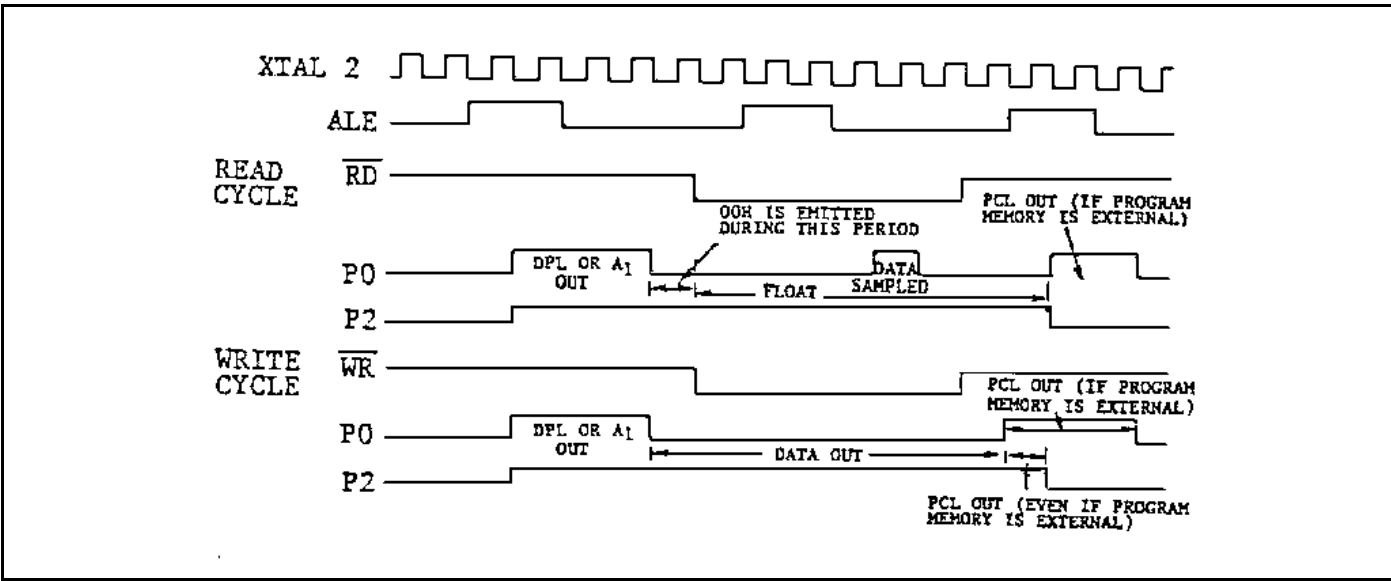 XTAL 2
ALE
READ
CYCLE
RD
OOH IS EMITTED
DURING THIS PERIOD
PCL OUT (IF PROGRAM
MEMORY IS EXTERNAL)
P0
DPL OR A1
OUT
DATA
SAMPLED
FLOAT
P2
WRITE
CYCLE
WR
PCL OUT (IF PROGRAM
MEMORY IS EXTERNAL)
P0
DPL OR A1
OUT
DATA OUT
P2
PCL OUT (EVEN IF PROGRAM
MEMORY IS EXTERNAL)